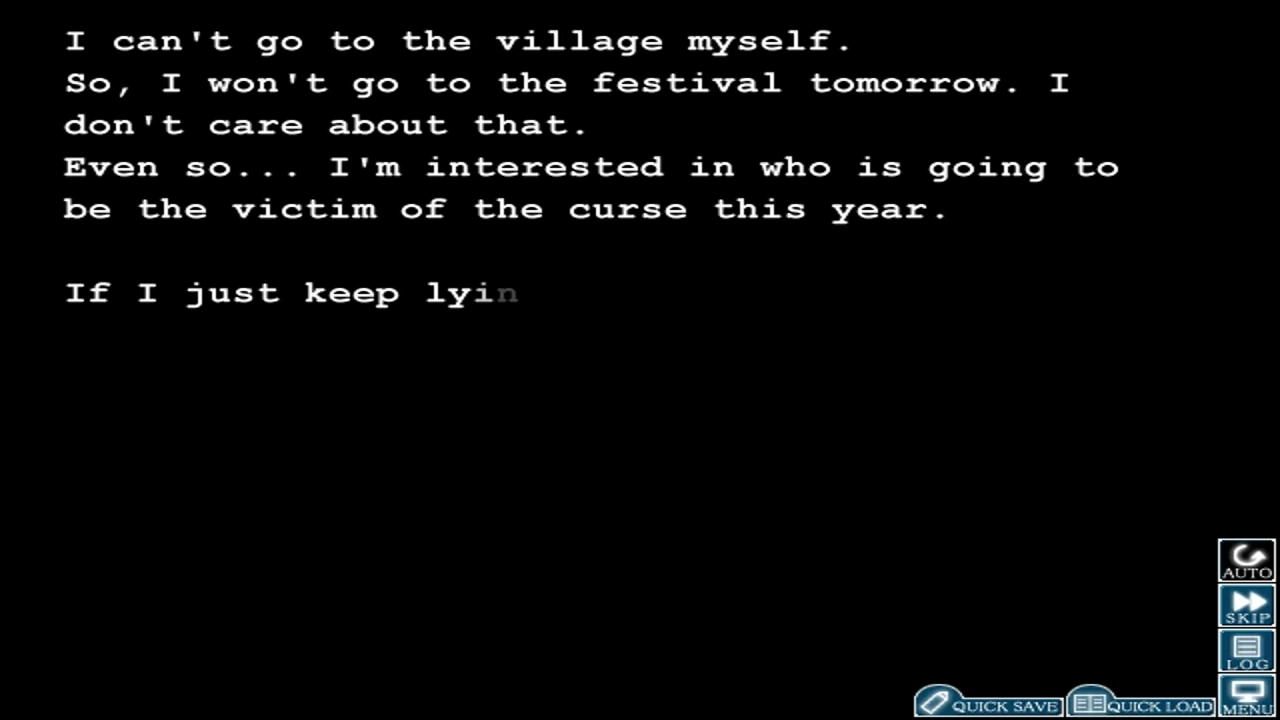 I can't go to the village myself.
So, I won't go to the festival tomorrow. I
don't care about that.
Even so... I'm interested in who is going to
be the victim of the curse this year.
If I just keep lyin
AUTO
SKIP
LOG
QUICK SAVE
QUICK LOAD
MENU